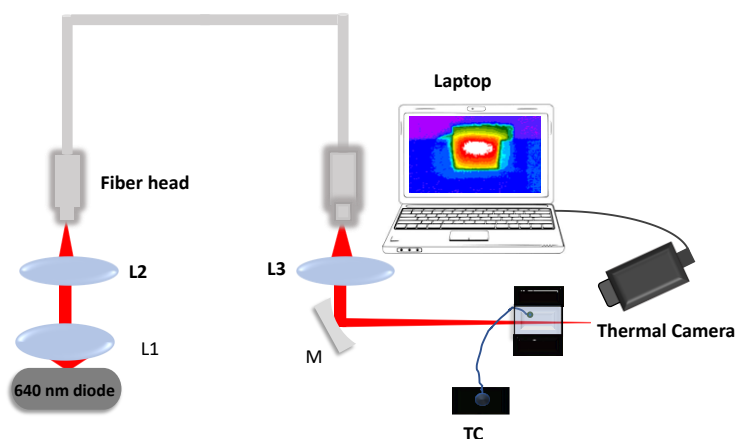 Laptop
Fiber head
L2
L3
L1
M
Thermal Camera
640 nm diode
TC